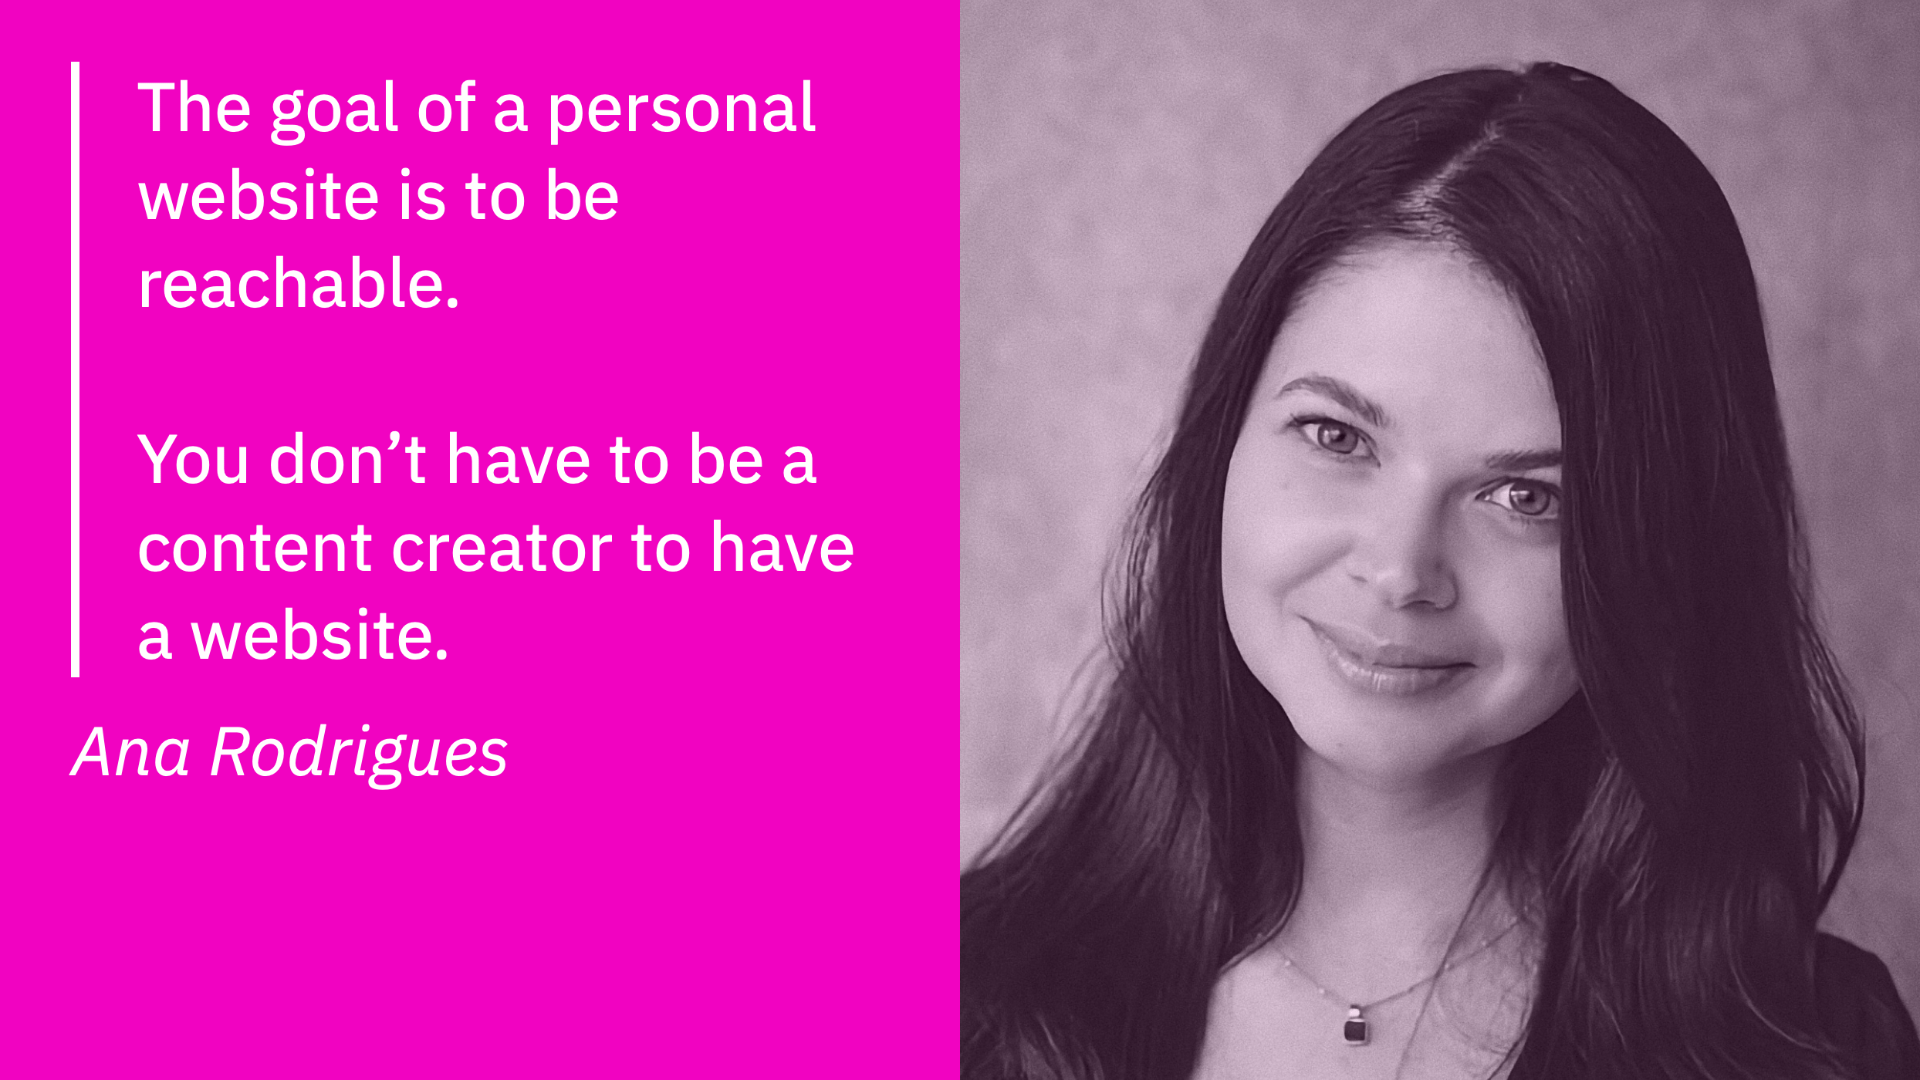 The goal of a personal
website is to be
reachable.
You don’t have to be a
content creator to have
a website.
Ana Rodrigues